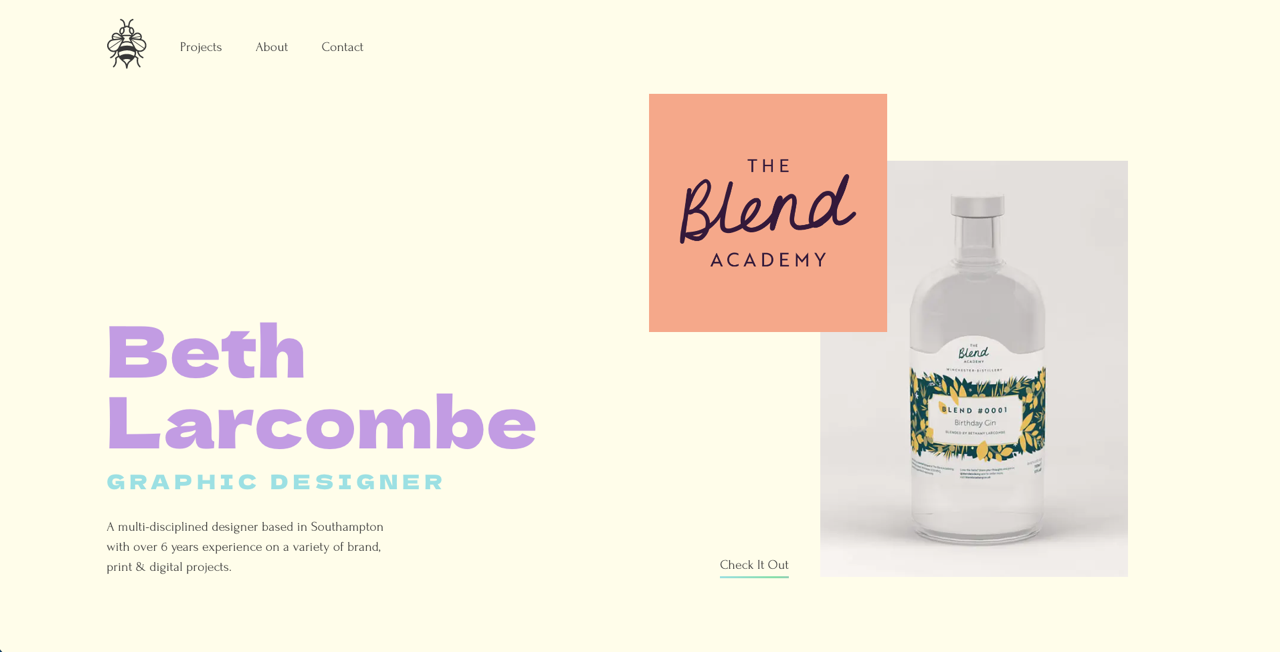 Projects
About
Contact
THE
Blend
ACADEMY
Beth
Larcombe
GRAPHIC DESIGNER
A multi-disciplined designer based in Southampton
with over 6 years experience on a variety of brand,
print & digital projects.
Check It Out
THE
Blend
ACADEMY
WINCHESTER DISTILLERY
BLEND #0001
Birthday Gin
BLENDED BY BETHANY LARCOMBE